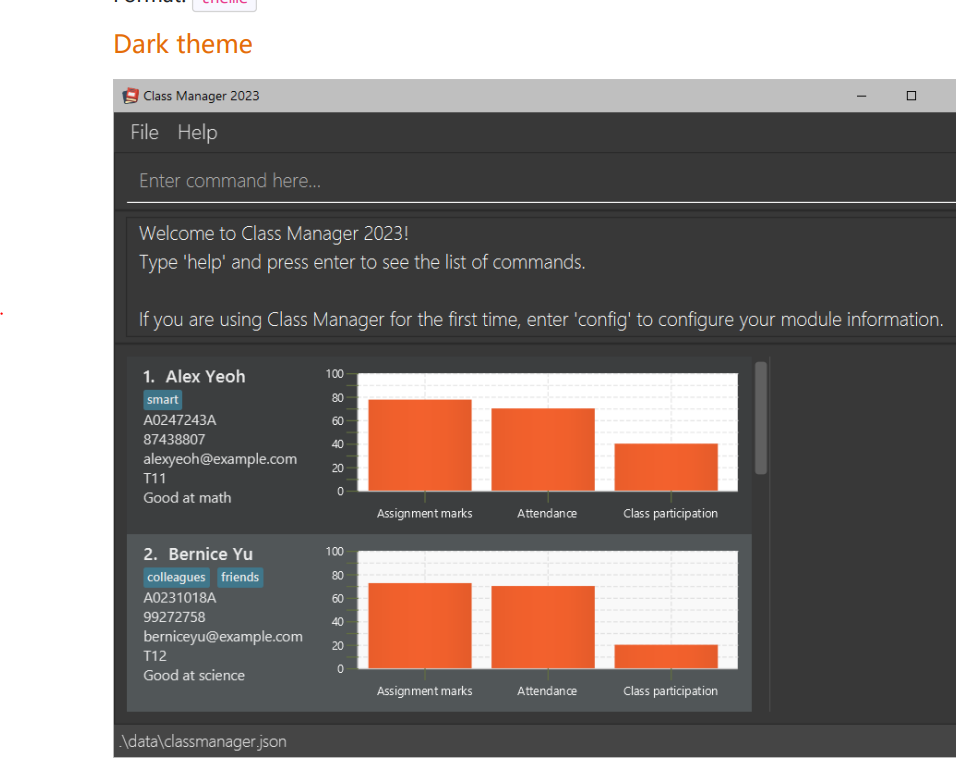 Format: theme
Dark theme
Class Manager 2023
File Help
Enter command here...
Welcome to Class Manager 2023!
Type 'help' and press enter to see the list of commands.
If you are using Class Manager for the first time, enter 'config' to configure your module information.
1. Alex Yeoh
smart
A0247243A
87438807
alexyeoh@example.com
T11
Good at math
100
80
60
40
20
0
Assignment marks Attendance Class participation
2. Bernice Yu
colleagues friends
A0231018A
99272758
berniceyu@example.com
T12
Good at science
100
80
60
40
20
0
Assignment marks Attendance Class participation
.\data\classmanager.json